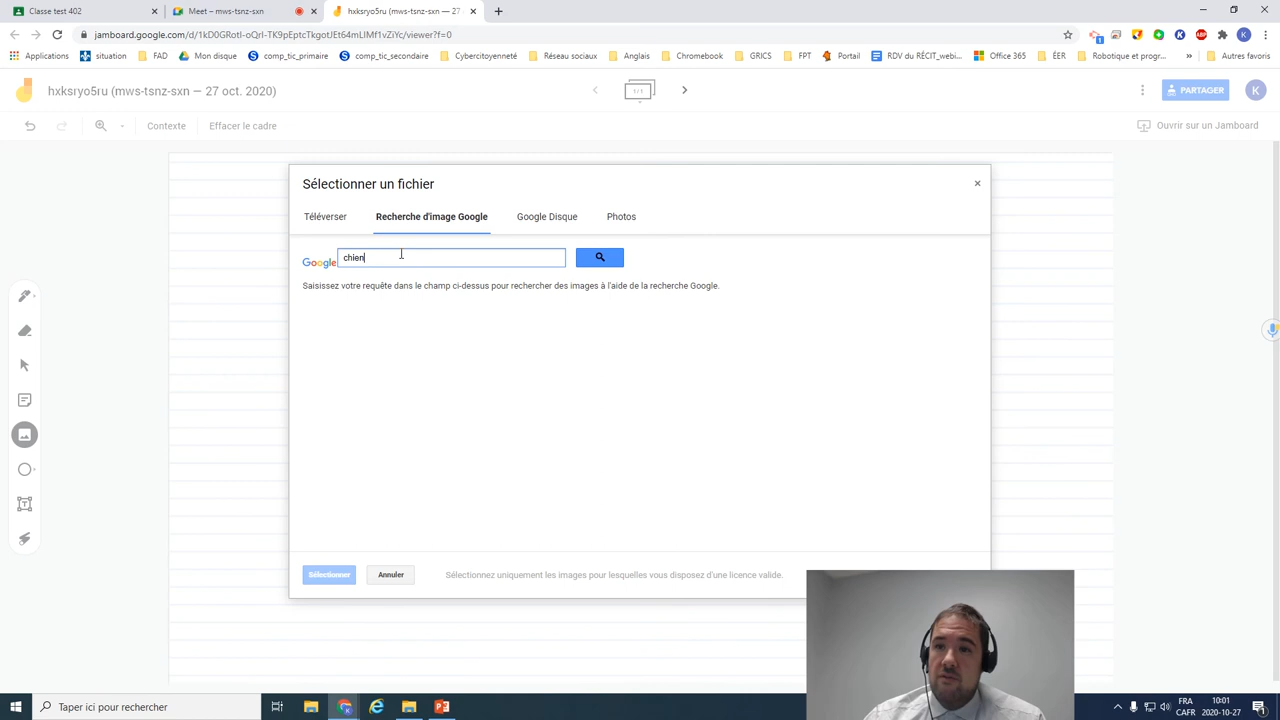 Classe test 402
Meet – mws-tsnz-sxn
hxksryo5ru (mws-tsnz-sxn — 27
jamboard.google.com/d/1kD0GRotI-oQrI-TK9pEptcTkgotJEt64mLIMf1vZiYc/viewer?f=0
Applications situation FAD Mon disque comp_tic_primaire comp_tic_secondaire Cybercitoyenneté Réseau sociaux Anglais Chromebook GRICS FPT Portail RDV du RÉCIT_webi... Office 365 ÉER Robotique et progr... » Autres favoris
hxksryo5ru (mws-tsnz-sxn — 27 oct. 2020)
1/1
PARTAGER
K
Contexte Effacer le cadre
Ouvrir sur un Jamboard
Sélectionner un fichier
Téléverser Recherche d'image Google Google Disque Photos
Google chien
Saisissez votre requête dans le champ ci-dessus pour rechercher des images à l'aide de la recherche Google.
Sélectionner Annuler Sélectionnez uniquement les images pour lesquelles vous disposez d'une licence valide.
Taper ici pour rechercher
FRA 10:01
CAFR 2020-10-27